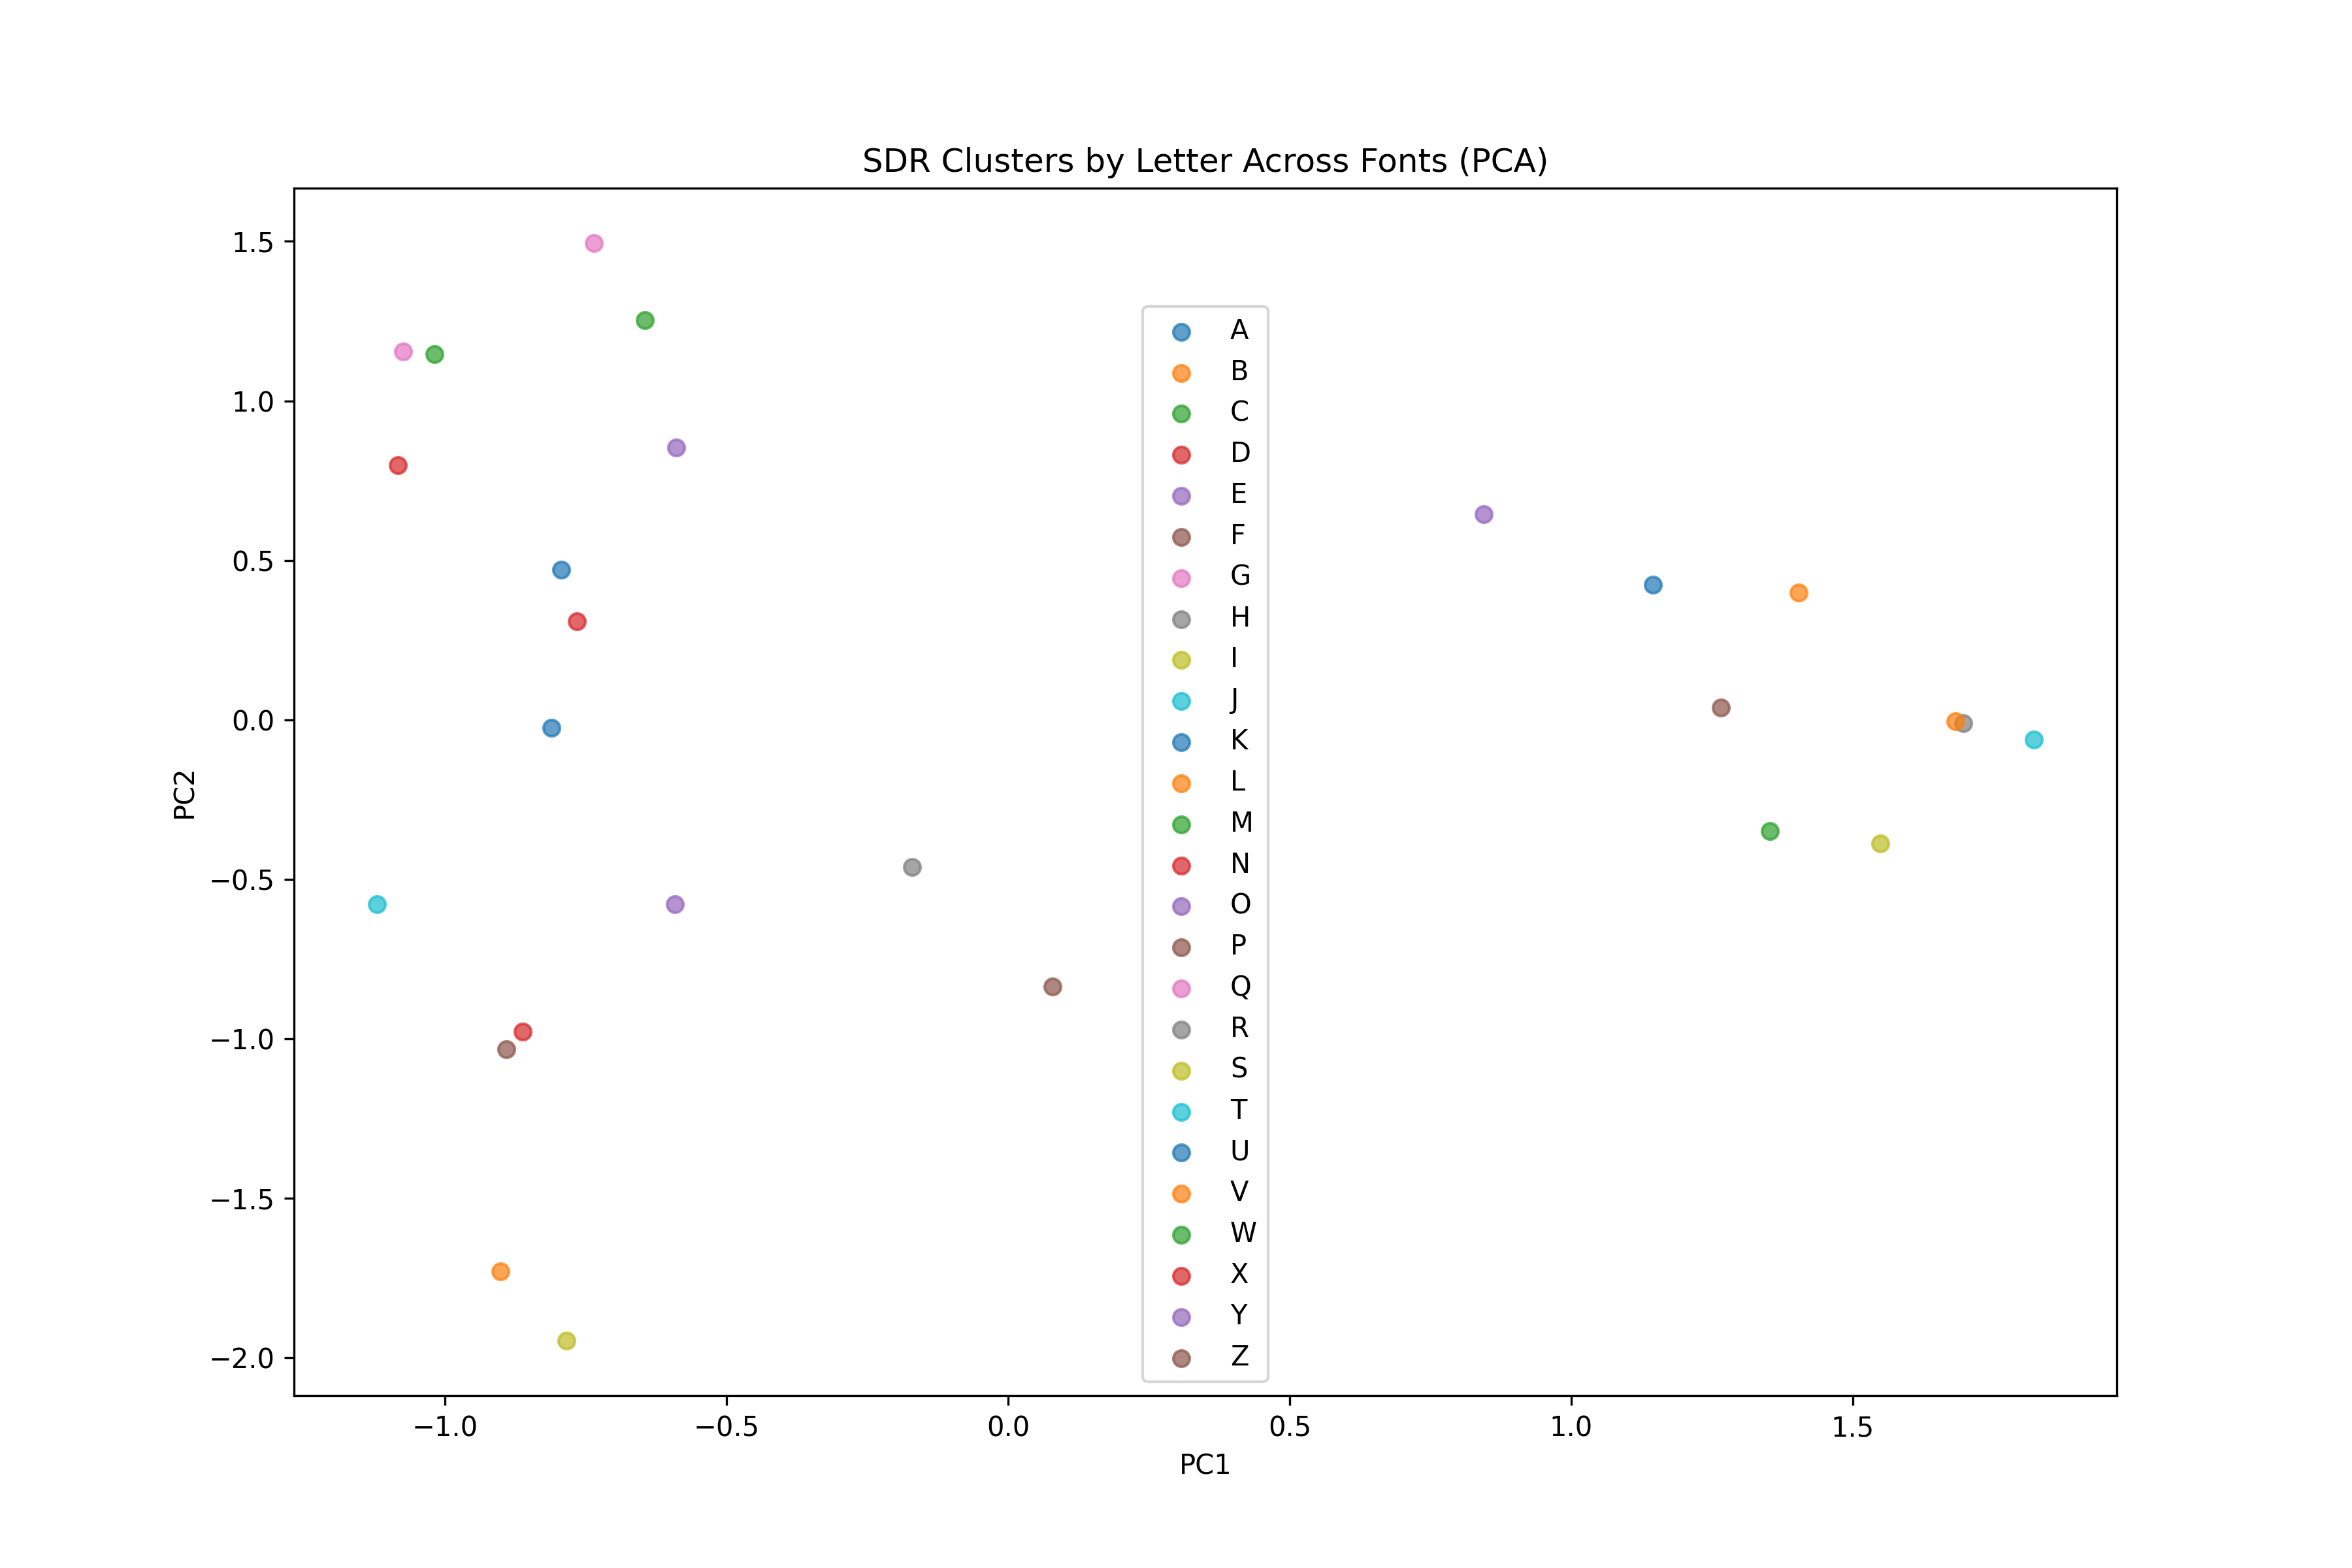 SDR Clusters by Letter Across Fonts (PCA)
1.5
1.0
0.5
0.0
−0.5
−1.0
−1.5
−2.0
PC2
A
B
C
D
E
F
G
H
I
J
K
L
M
N
O
P
Q
R
S
T
U
V
W
X
Y
Z
−1.0 −0.5 0.0 0.5 1.0 1.5
PC1